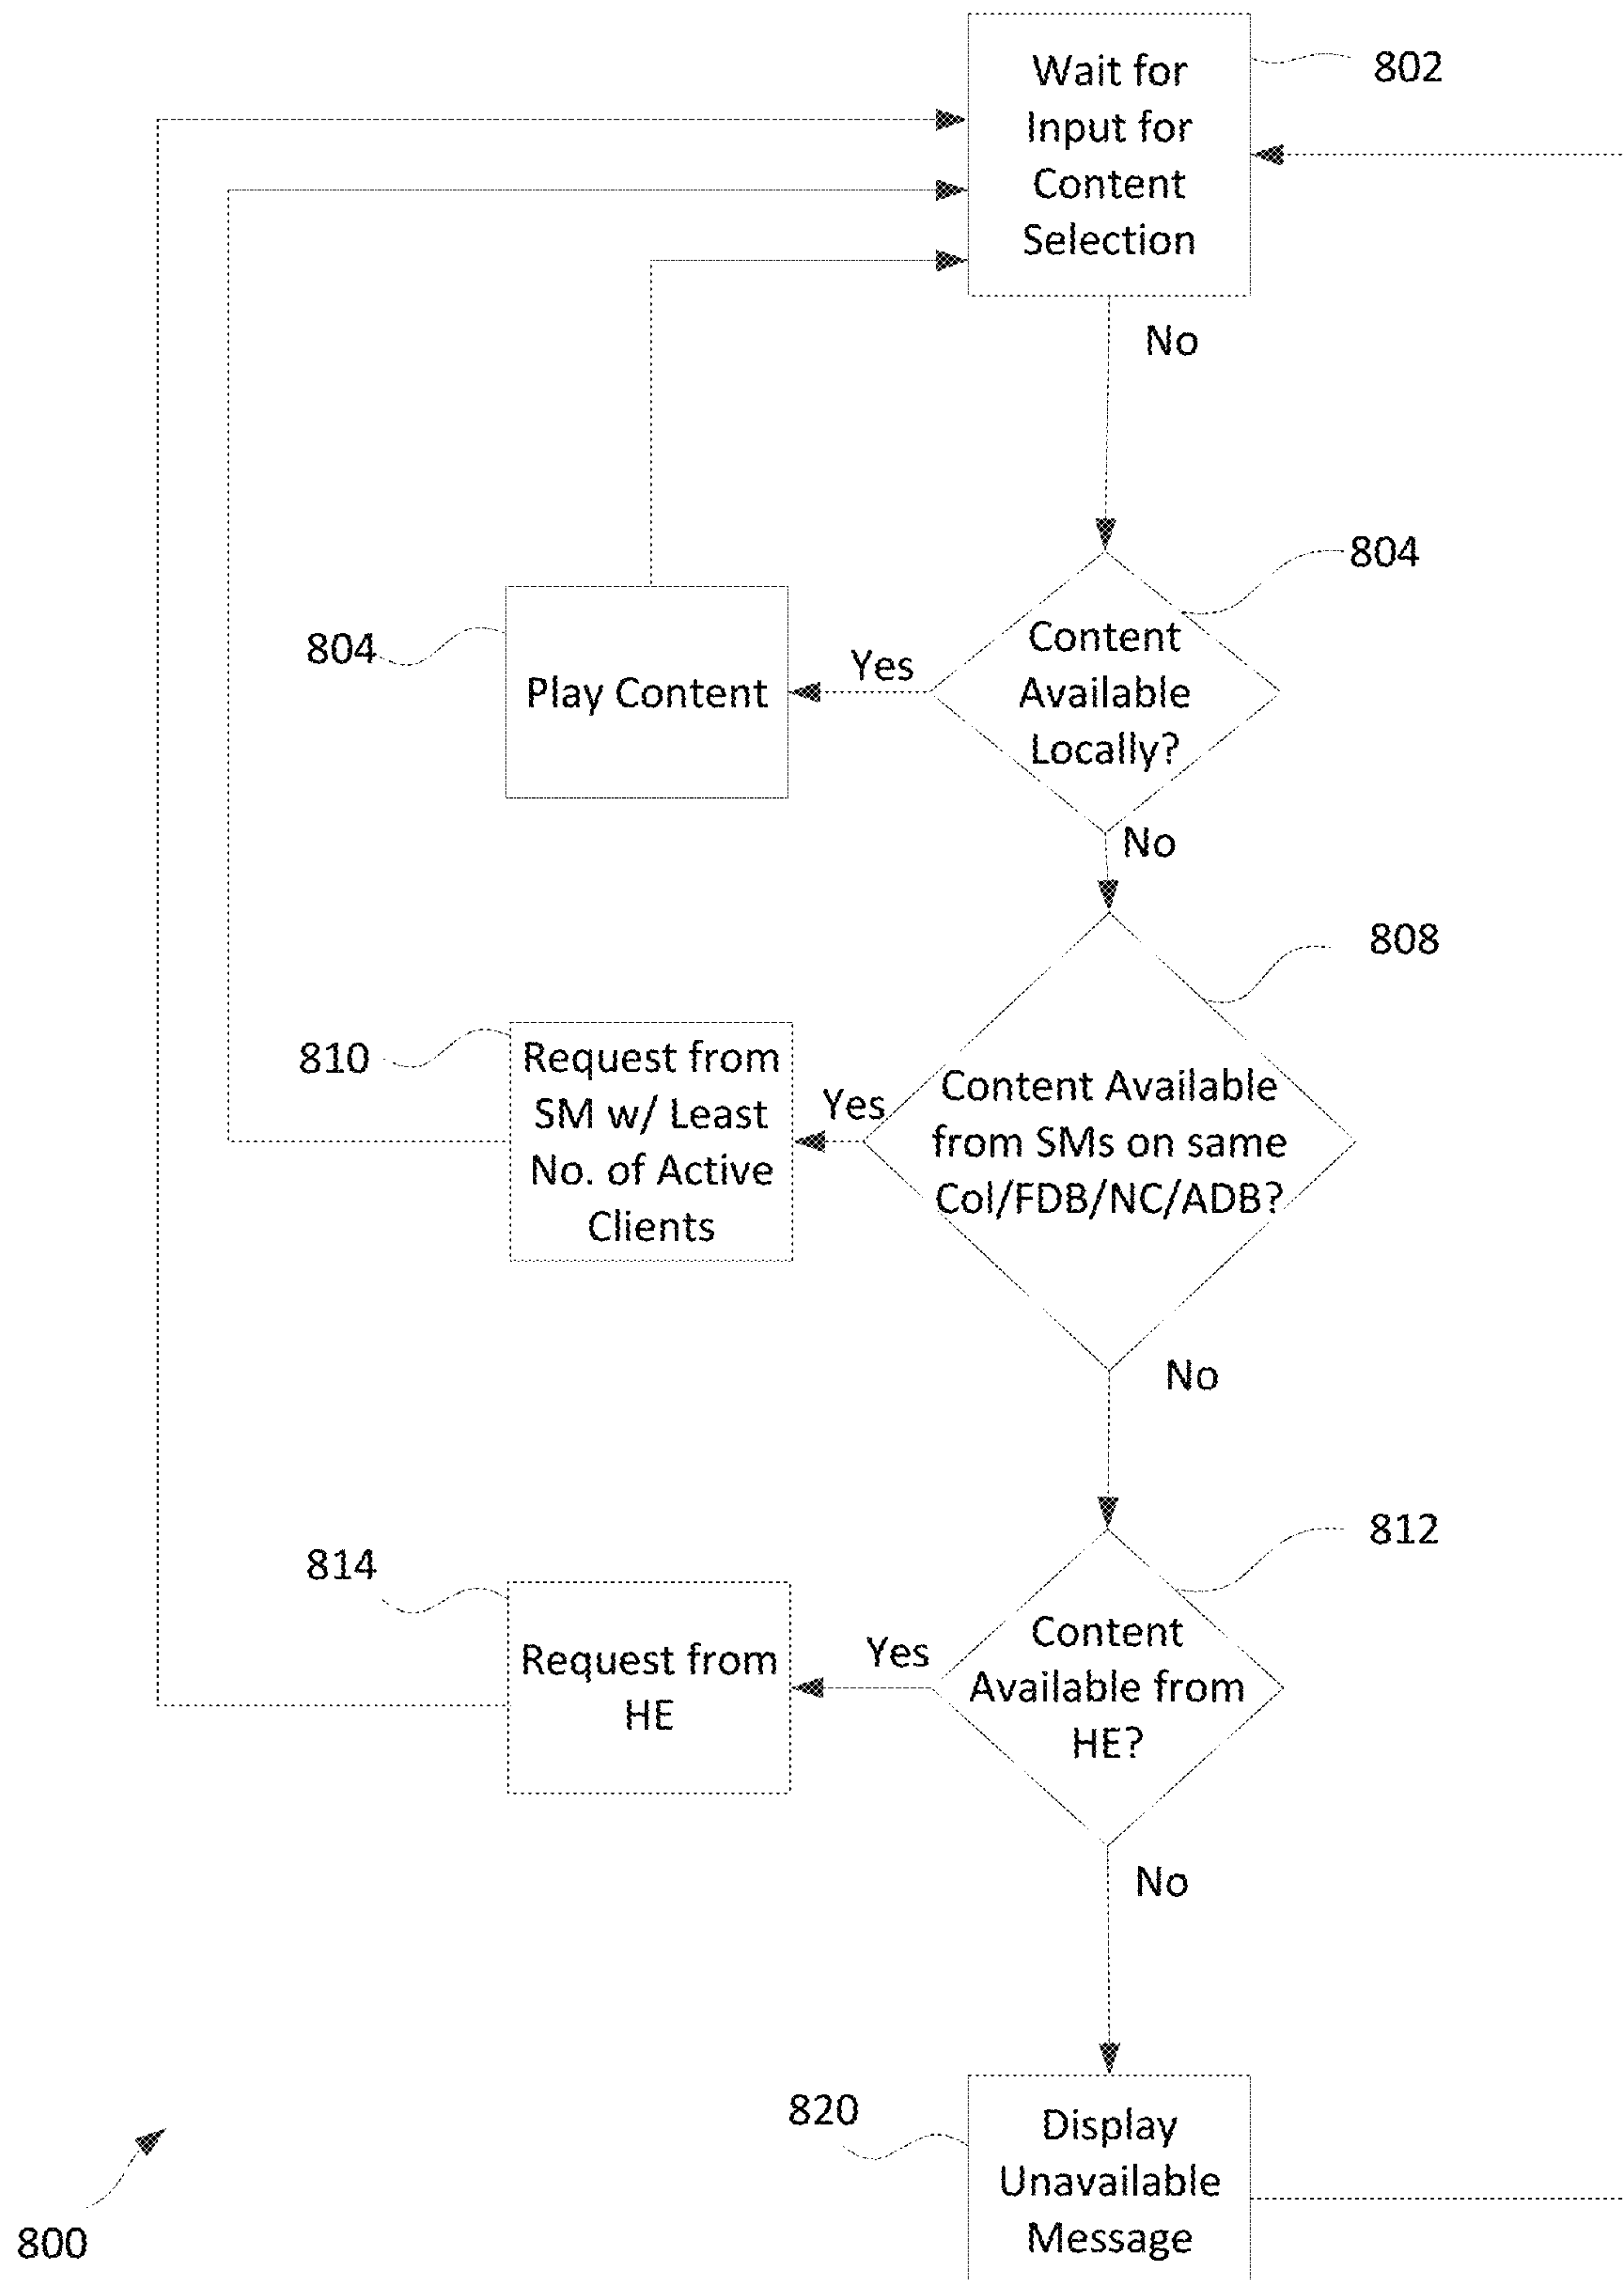 802
Wait for
Input for
Content
Selection
No
804
804
Play Content
Yes
Content
Available
Locally?
No
808
810
Request from
SM w/ Least
No. of Active
Clients
Yes
Content Available
from SMs on same
Col/FDB/NC/ADB?
No
812
814
Request from
HE
Yes
Content
Available from
HE?
No
820
Display
Unavailable
Message
800